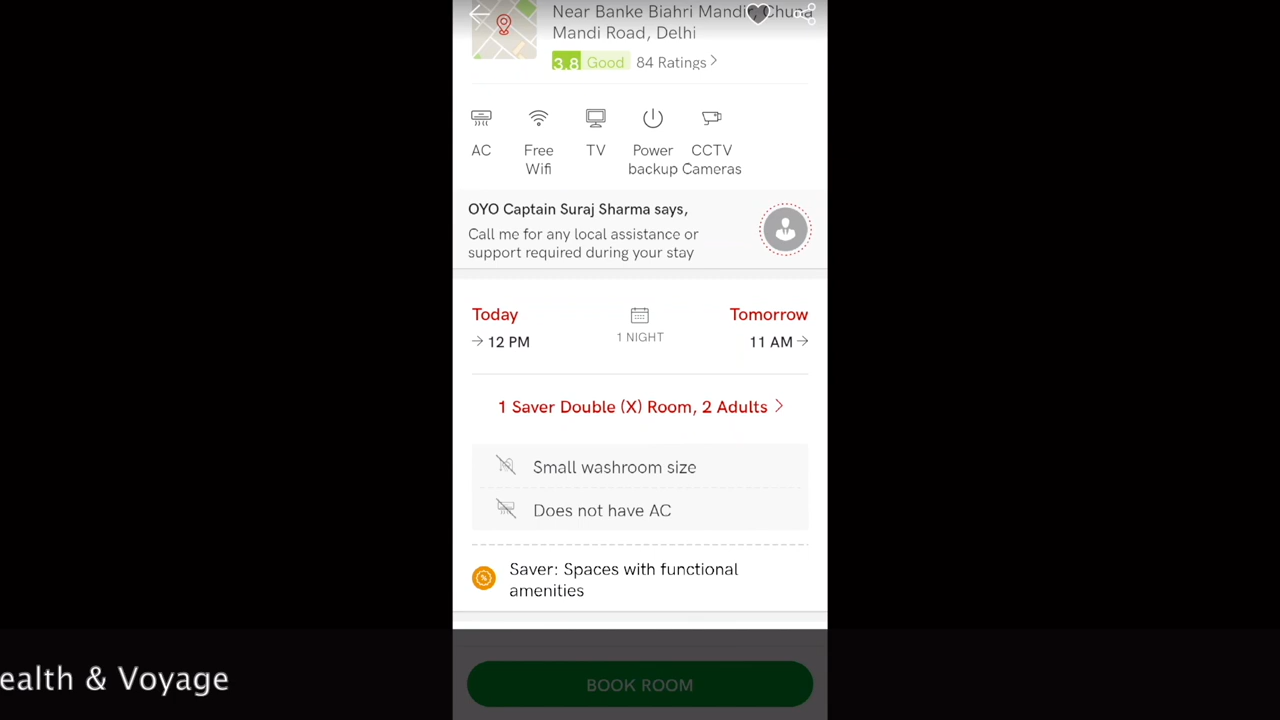 Near Banke Biahri Mandir, Chuna
Mandi Road, Delhi
3.8 Good 84 Ratings
AC
Free
Wifi
TV
Power
backup
CCTV
Cameras
OYO Captain Suraj Sharma says,
Call me for any local assistance or
support required during your stay
Today
Tomorrow
12 PM
1 NIGHT
11 AM
1 Saver Double (X) Room, 2 Adults
Small washroom size
Does not have AC
Saver: Spaces with functional
amenities
ealth & Voyage
BOOK ROOM